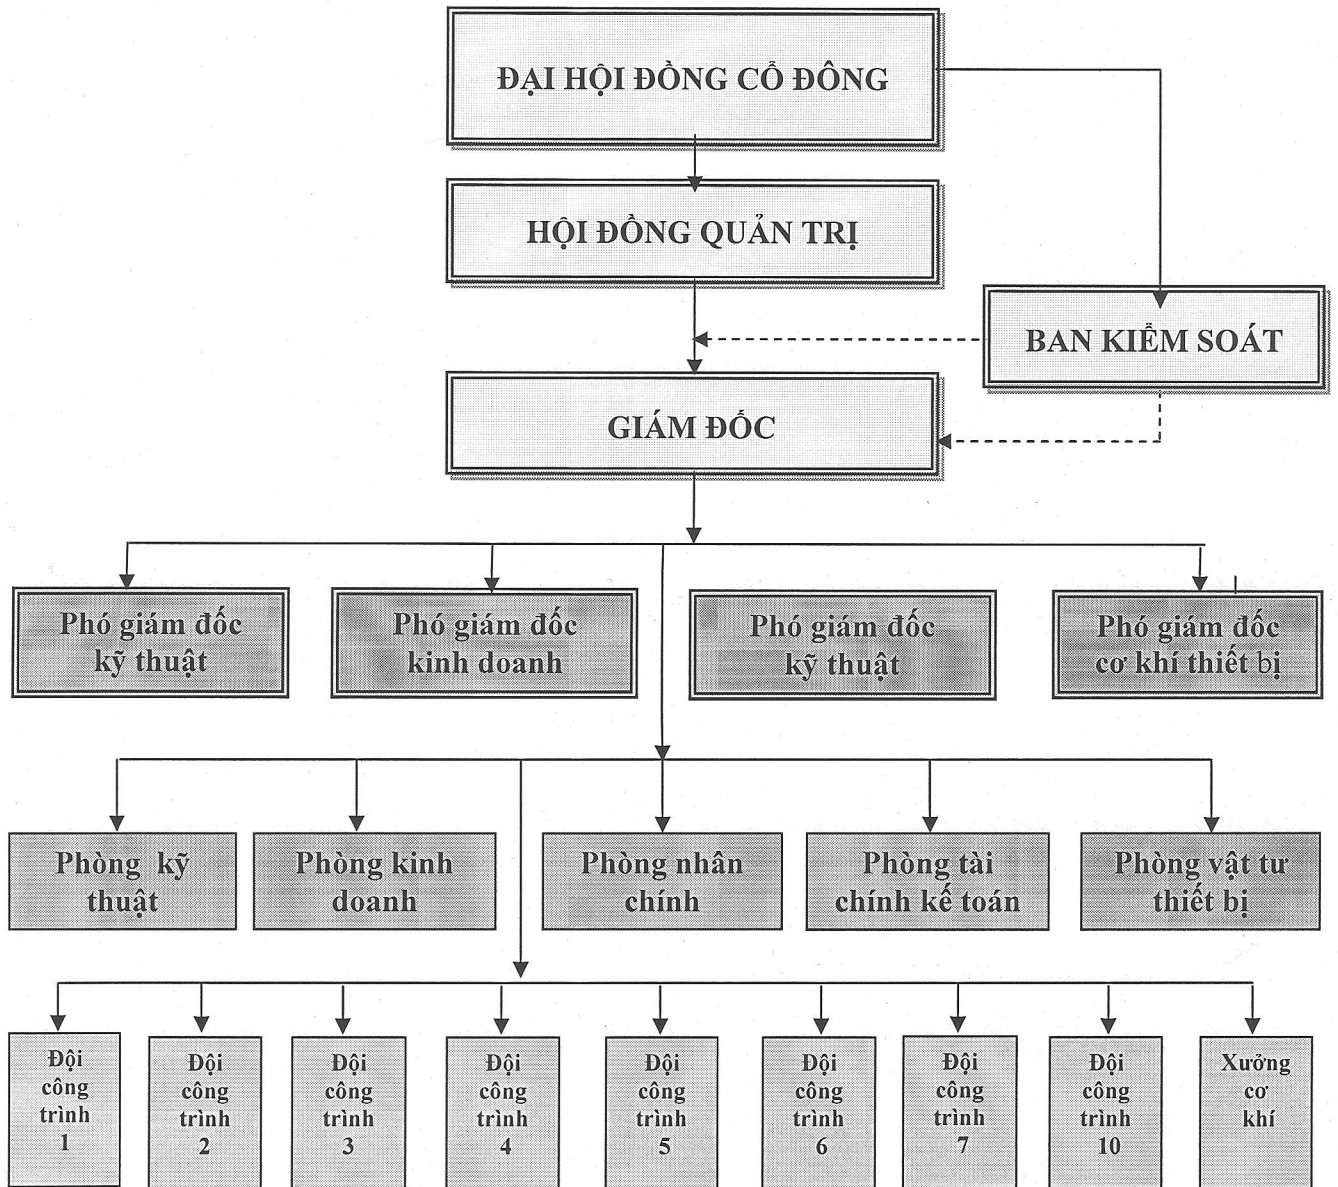 ĐẠI HỘI ĐỒNG CỔ ĐÔNG
HỘI ĐỒNG QUẢN TRỊ
BAN KIỂM SOÁT
GIÁM ĐỐC
Phó giám đốc
kỹ thuật
Phó giám đốc
kinh doanh
Phó giám đốc
kỹ thuật
Phó giám đốc
cơ khí thiết bị
Phòng kỹ
thuật
Phòng kinh
doanh
Phòng nhân
chính
Phòng tài
chính kế toán
Phòng vật tư
thiết bị
Đội
công
trình
1
Đội
công
trình
2
Đội
công
trình
3
Đội
công
trình
4
Đội
công
trình
5
Đội
công
trình
6
Đội
công
trình
7
Đội
công
trình
10
Xưởng
cơ
khí